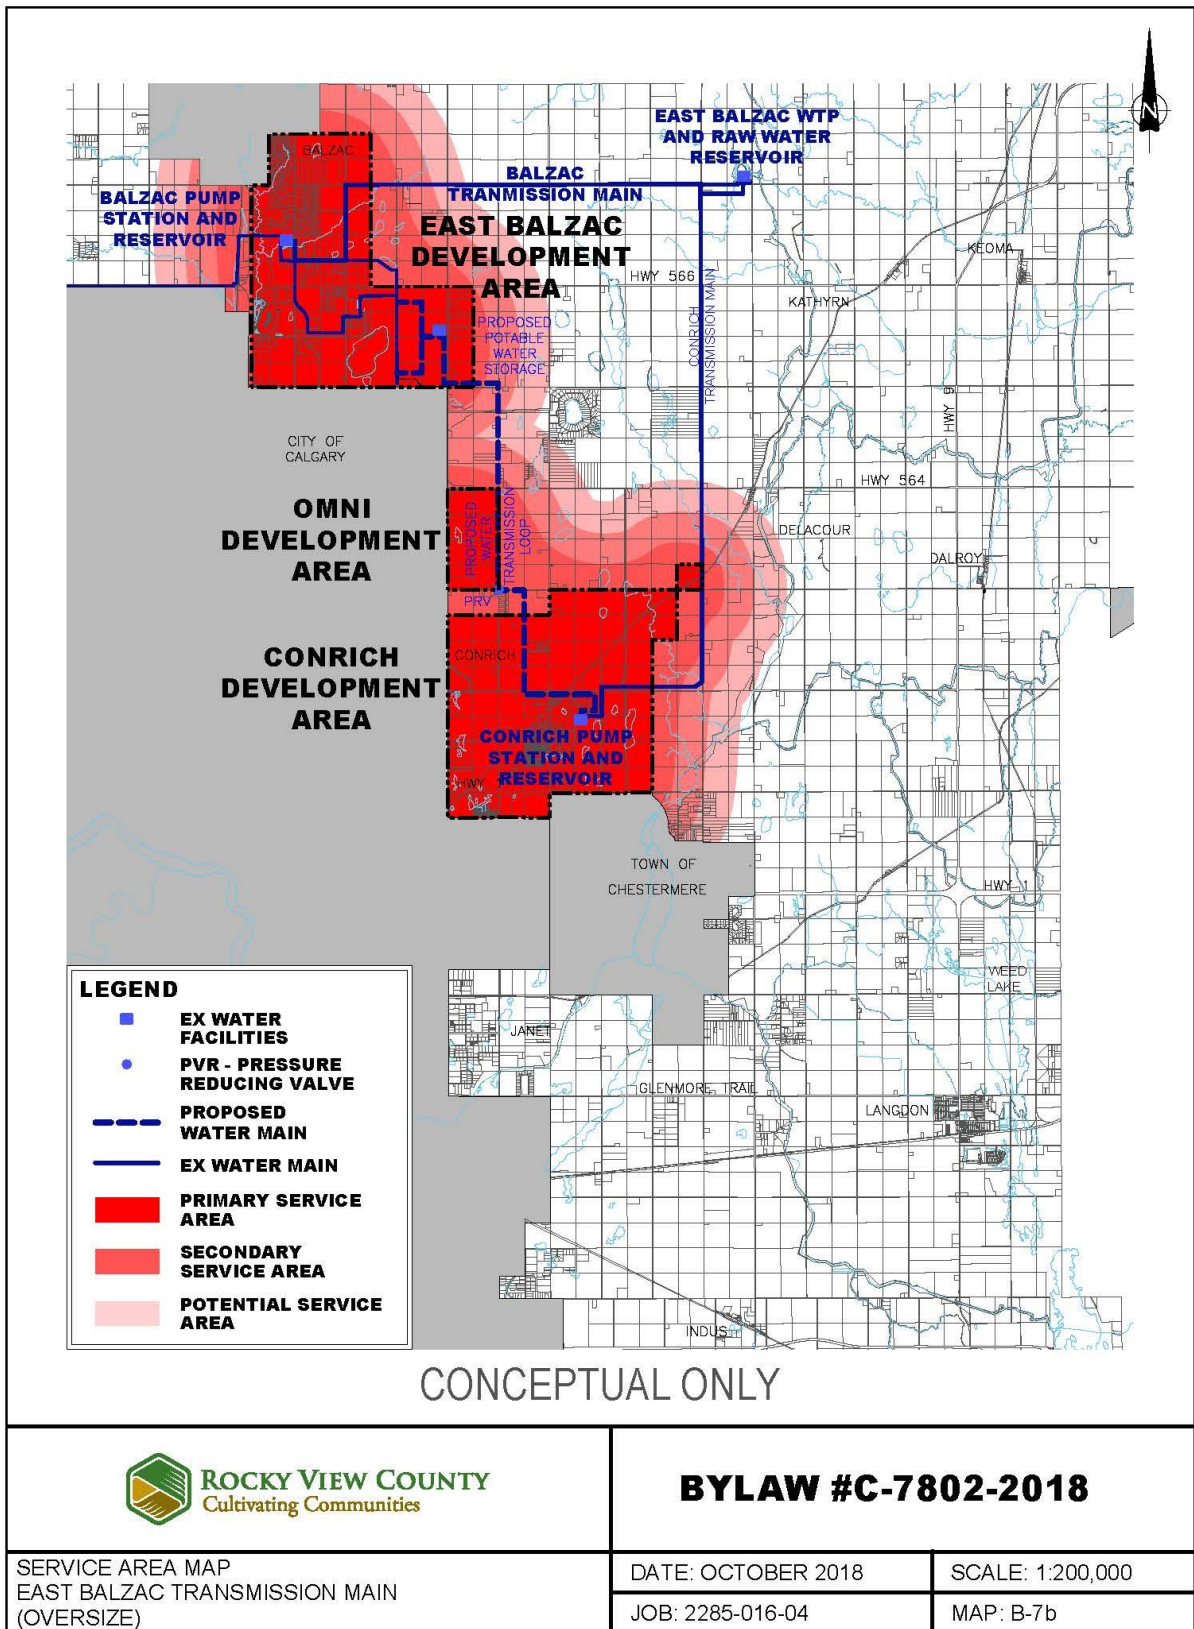 N
BALZAC
EAST BALZAC WTP
AND RAW WATER
RESERVOIR
BALZAC
TRANMISSION MAIN
BALZAC PUMP
STATION AND
RESERVOIR
EAST BALZAC
DEVELOPMENT
AREA
HWY 566
KEOMA
KATHYRN
CONRICH
TRANSMISSION MAIN
PROPOSED
POTABLE
WATER
STORAGE
HWY 9
CITY OF
CALGARY
HWY 564
OMNI
DEVELOPMENT
AREA
PROPOSED
WATER
TRANSMISSION
LOOP
DELACOUR
DALROY
PRV
CONRICH
CONRICH
DEVELOPMENT
AREA
CONRICH PUMP
STATION AND
RESERVOIR
HWY 1
TOWN OF
CHESTERMERE
HWY 1
WEED
LAKE
JANET
GLENMORE TRAIL
LANGDON
INDUS
LEGEND
EX WATER
FACILITIES
PVR - PRESSURE
REDUCING VALVE
PROPOSED
WATER MAIN
EX WATER MAIN
PRIMARY SERVICE
AREA
SECONDARY
SERVICE AREA
POTENTIAL SERVICE
AREA
CONCEPTUAL ONLY
ROCKY VIEW COUNTY
Cultivating Communities
BYLAW #C-7802-2018
SERVICE AREA MAP
EAST BALZAC TRANSMISSION MAIN
(OVERSIZE)
DATE: OCTOBER 2018
SCALE: 1:200,000
JOB: 2285-016-04
MAP: B-7b